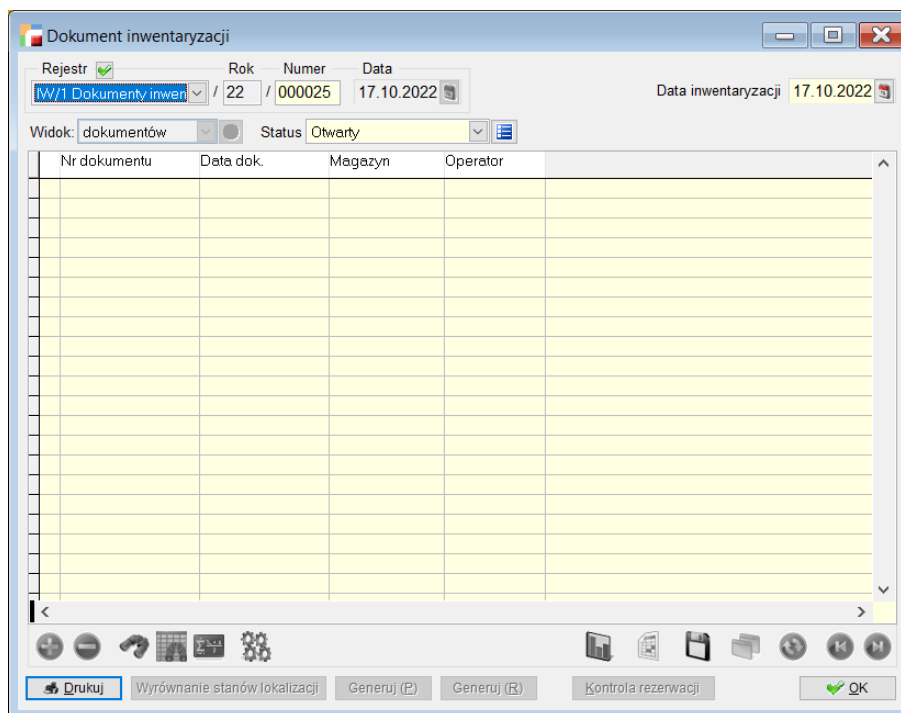 Dokument inwentaryzacji
Rejestr Rok Numer Data
IW/1 Dokumenty inwen / 22 / 000025 17.10.2022 Data inwentaryzacji 17.10.2022
Widok: dokumentów Status Otwarty
Nr dokumentu Data dok. Magazyn Operator
Drukuj Wyrównanie stanów lokalizacji Generuj (P) Generuj (R) Kontrola rezerwacji OK